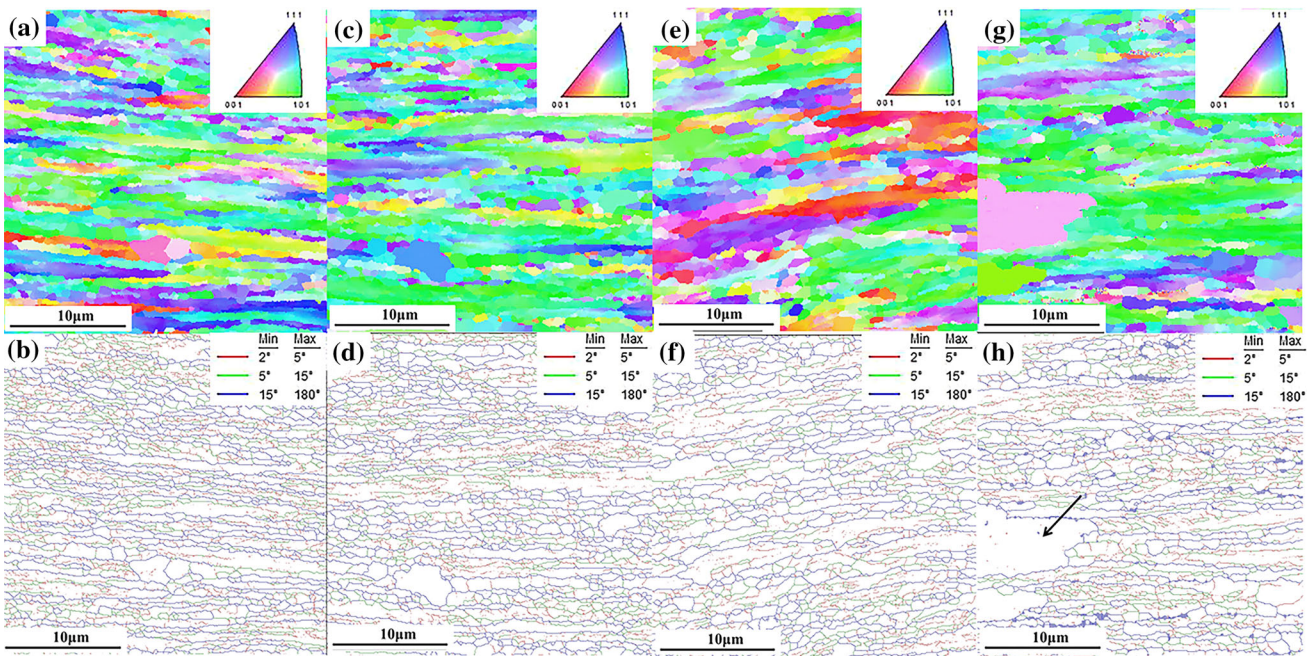 (a)
111
001 101
10µm
(c)
111
001 101
10µm
(e)
111
001 101
10µm
(g)
111
001 101
10µm
(b)
Min Max
2° 5°
5° 15°
15° 180°
10µm
(d)
Min Max
2° 5°
5° 15°
15° 180°
10µm
(f)
Min Max
2° 5°
5° 15°
15° 180°
10µm
(h)
Min Max
2° 5°
5° 15°
15° 180°
10µm